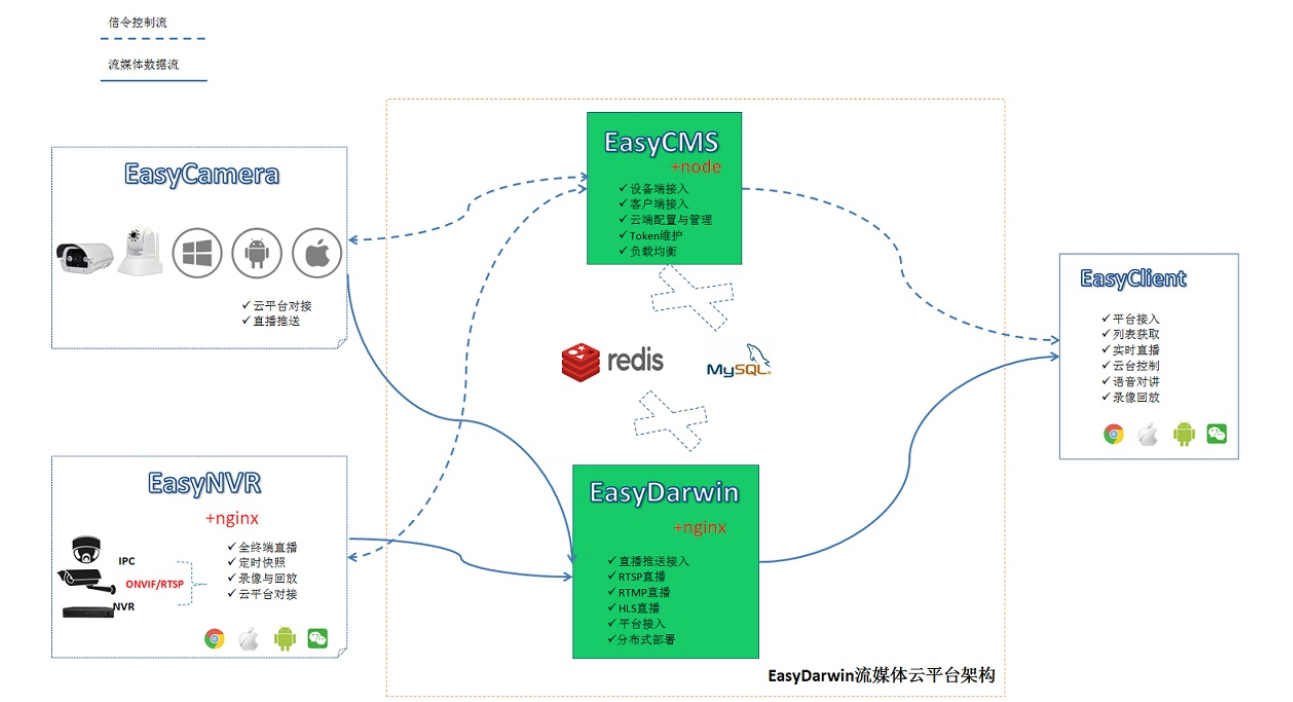 信令控制流
流媒体数据流
EasyCamera
✓云平台对接
✓直播推送
EasyNVR
+nginx
IPC
ONVIF/RTSP
NVR
✓全终端直播
✓定时快照
✓录像与回放
✓云平台对接
EasyCMS
+node
✓设备端接入
✓客户端接入
✓云端配置与管理
✓Token维护
✓负载均衡
redis
MySQL
EasyDarwin
+nginx
✓直播推送接入
✓RTSP直播
✓RTMP直播
✓HLS直播
✓平台接入
✓分布式部署
EasyDarwin流媒体云平台架构
EasyClient
✓平台接入
✓列表获取
✓实时直播
✓云台控制
✓语音对讲
✓录像回放